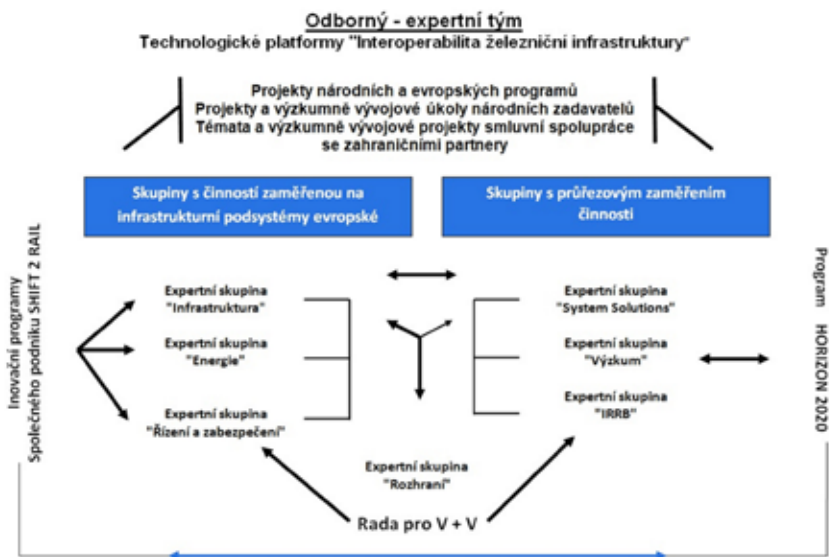 Odborný - expertní tým
Technologické platformy "Interoperabilita železniční infrastruktury"
Projekty národních a evropských programů
Projekty a výzkumně vývojové úkoly národních zadavatelů
Témata a výzkumně vývojové projekty smluvní spolupráce
se zahraničními partnery
Skupiny s činností zaměřenou na
infrastrukturní podsystémy evropské
Skupiny s průřezovým zaměřením
činnosti
Inovační programy
Společného podniku SHIFT 2 RAIL
Expertní skupina
"Infrastruktura"
Expertní skupina
"Energie"
Expertní skupina
"Řízení a zabezpečení"
Expertní skupina
"System Solutions"
Expertní skupina
"Výzkum"
Expertní skupina
"IRRB"
Program HORIZON 2020
Expertní skupina
"Rozhraní"
Rada pro V + V